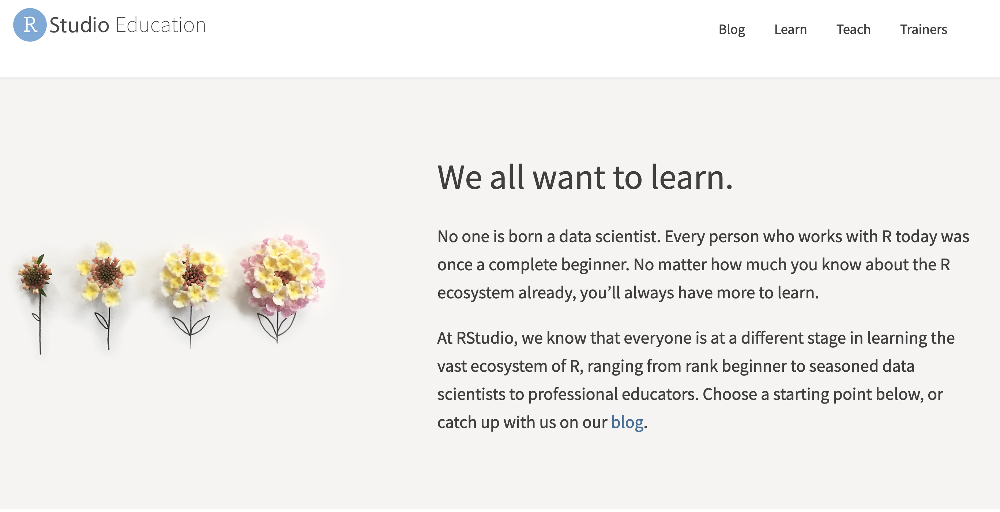 R Studio Education
Blog Learn Teach Trainers
We all want to learn.
No one is born a data scientist. Every person who works with R today was
once a complete beginner. No matter how much you know about the R
ecosystem already, you’ll always have more to learn.
At RStudio, we know that everyone is at a different stage in learning the
vast ecosystem of R, ranging from rank beginner to seasoned data
scientists to professional educators. Choose a starting point below, or
catch up with us on our blog.